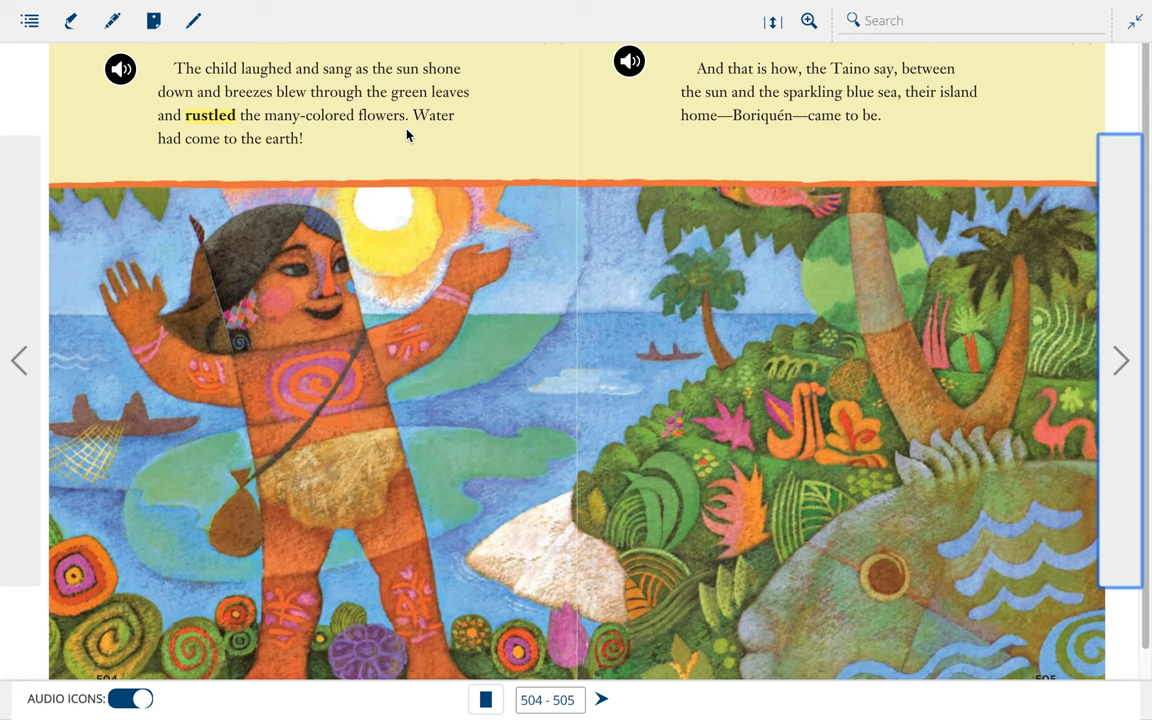 Search
The child laughed and sang as the sun shone
down and breezes blew through the green leaves
and rustled the many-colored flowers. Water
had come to the earth!
And that is how, the Taino say, between
the sun and the sparkling blue sea, their island
home—Boriquén—came to be.
504
505
AUDIO ICONS:
504 - 505